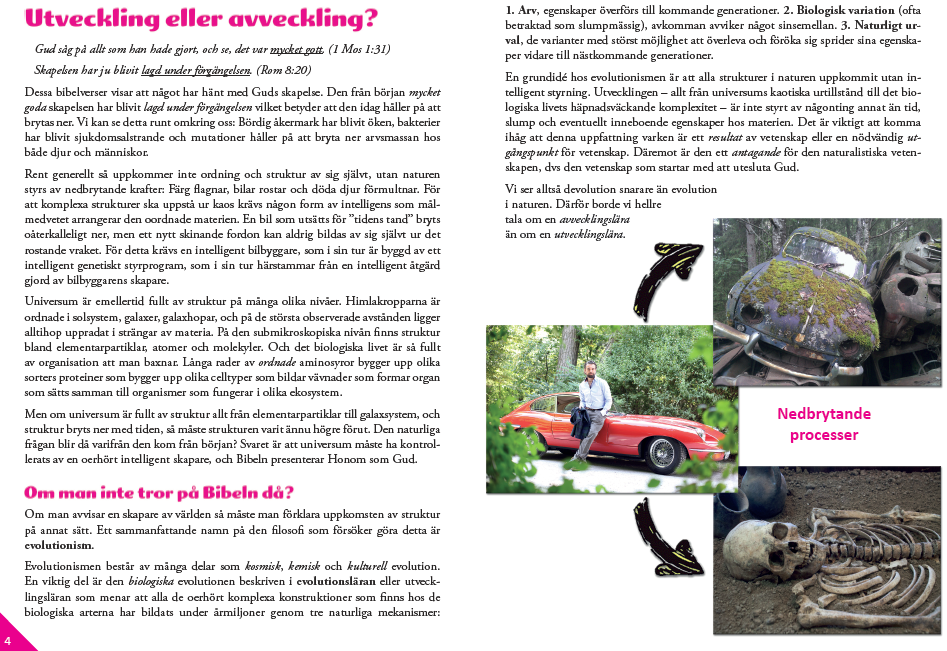 Utveckling eller avveckling?
Gud såg på allt som han hade gjort, och se, det var mycket gott. (1 Mos 1:31)
Skapelsen har ju blivit lagd under förgängelsen. (Rom 8:20)
Dessa bibelverser visar att något har hänt med Guds skapelse. Den från början mycket
goda skapelsen har blivit lagd under förgängelsen vilket betyder att den idag håller på att
brytas ner. Vi kan se detta runt omkring oss: Bördig åkermark har blivit öken, bakterier
har blivit sjukdomsalstrande och mutationer håller på att bryta ner arvsmassan hos
både djur och människor.
Rent generellt så uppkommer inte ordning och struktur av sig självt, utan naturen
styrs av nedbrytande krafter: Färg flagnar, bilar rostar och döda djur förmultnar. För
att komplexa strukturer ska uppstå ur kaos krävs någon form av intelligens som mål-
medvetet arrangerar den oordnade materien. En bil som utsätts för ”tidens tand” bryts
oåterkalleligt ner, men ett nytt skinande fordon kan aldrig bildas av sig självt ur det
rostande vraket. För detta krävs en intelligent bilbyggare, som i sin tur är byggd av ett
intelligent genetiskt styrprogram, som i sin tur härstammar från en intelligent åtgärd
gjord av bilbyggarens skapare.
Universum är emellertid fullt av struktur på många olika nivåer. Himlakropparna är
ordnade i solsystem, galaxer, galaxhopar, och på de största observerade avstånden ligger
alltihop uppradat i strängar av materia. På den submikroskopiska nivån finns struktur
bland elementarpartiklar, atomer och molekyler. Och det biologiska livet är så fullt
av organisation att man baxnar. Långa rader av ordnade aminosyror bygger upp olika
sorters proteiner som bygger upp olika celltyper som bildar vävnader som formar organ
som sätts samman till organismer som fungerar i olika ekosystem.
Men om universum är fullt av struktur allt från elementarpartiklar till galaxsystem, och
struktur bryts ner med tiden, så måste strukturen varit ännu högre förut. Den naturliga
frågan blir då varifrån den kom från början? Svaret är att universum måste ha kontrol-
lerats av en oerhört intelligent skapare, och Bibeln presenterar Honom som Gud.
Om man inte tror på Bibeln då?
Om man avvisar en skapare av världen så måste man förklara uppkomsten av struktur
på annat sätt. Ett sammanfattande namn på den filosofi som försöker göra detta är
evolutionism.
Evolutionismen består av många delar som kosmisk, kemisk och kulturell evolution.
En viktig del är den biologiska evolutionen beskriven i evolutionsläran eller utveck-
lingsläran som menar att alla de oerhört komplexa konstruktioner som finns hos de
biologiska arterna har bildats under årmiljoner genom tre naturliga mekanismer:
4
1. Arv, egenskaper överförs till kommande generationer. 2. Biologisk variation (ofta
betraktad som slumpmässig), avkomman avviker något sinsemellan. 3. Naturligt ur-
val, de varianter med störst möjlighet att överleva och föröka sig sprider sina egenska-
per vidare till nästkommande generationer.
En grundidé hos evolutionismen är att alla strukturer i naturen uppkommit utan in-
telligent styrning. Utvecklingen – allt från universums kaotiska urtillstånd till det bio-
logiska livets häpnadsväckande komplexitet – är inte styrt av någonting annat än tid,
slump och eventuellt inneboende egenskaper hos materien. Det är viktigt att komma
ihåg att denna uppfattning varken är ett resultat av vetenskap eller en nödvändig ut-
gångspunkt för vetenskap. Däremot är den ett antagande för den naturalistiska veten-
skapen, dvs den vetenskap som startar med att utesluta Gud.
Vi ser alltså devolution snarare än evolution
i naturen. Därför borde vi hellre
tala om en avvecklingslära
än om en utvecklingslära.
Nedbrytande
processer